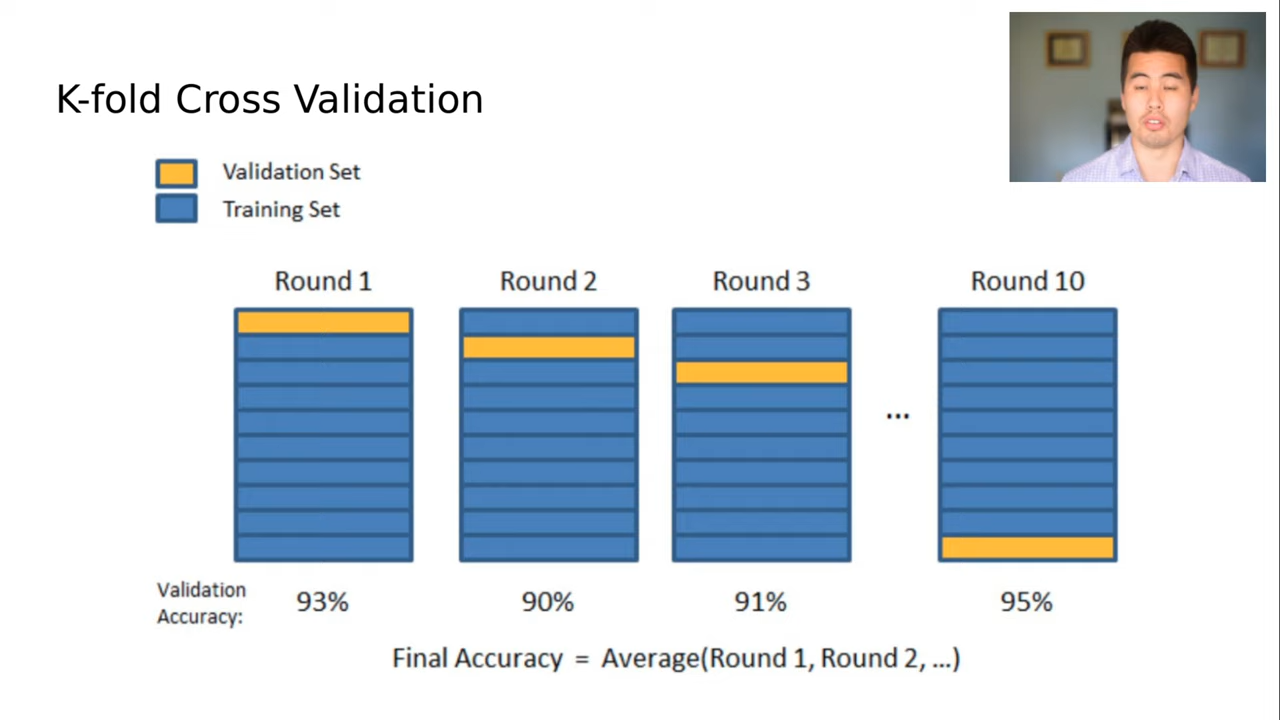 K-fold Cross Validation
Validation Set
Training Set
Round 1 Round 2 Round 3 Round 10
...
Validation
Accuracy: 93% 90% 91% 95%
Final Accuracy = Average(Round 1, Round 2, ...)